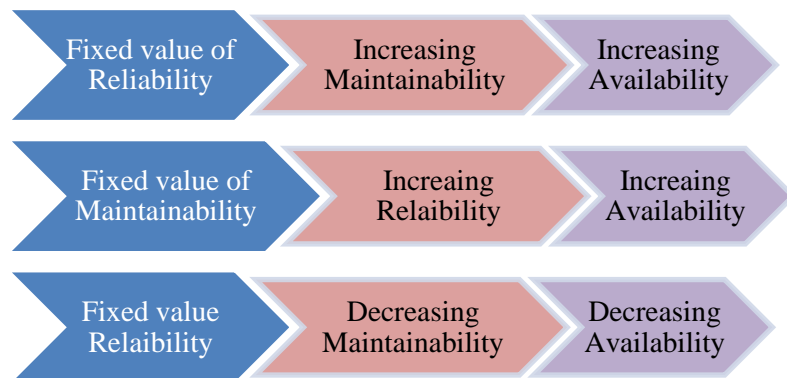 Fixed value of
Reliability
Increasing
Maintainability
Increasing
Availability
Fixed value of
Maintainability
Increaing
Relaibility
Increaing
Availability
Fixed value
Relaibility
Decreasing
Maintainability
Decreasing
Availability